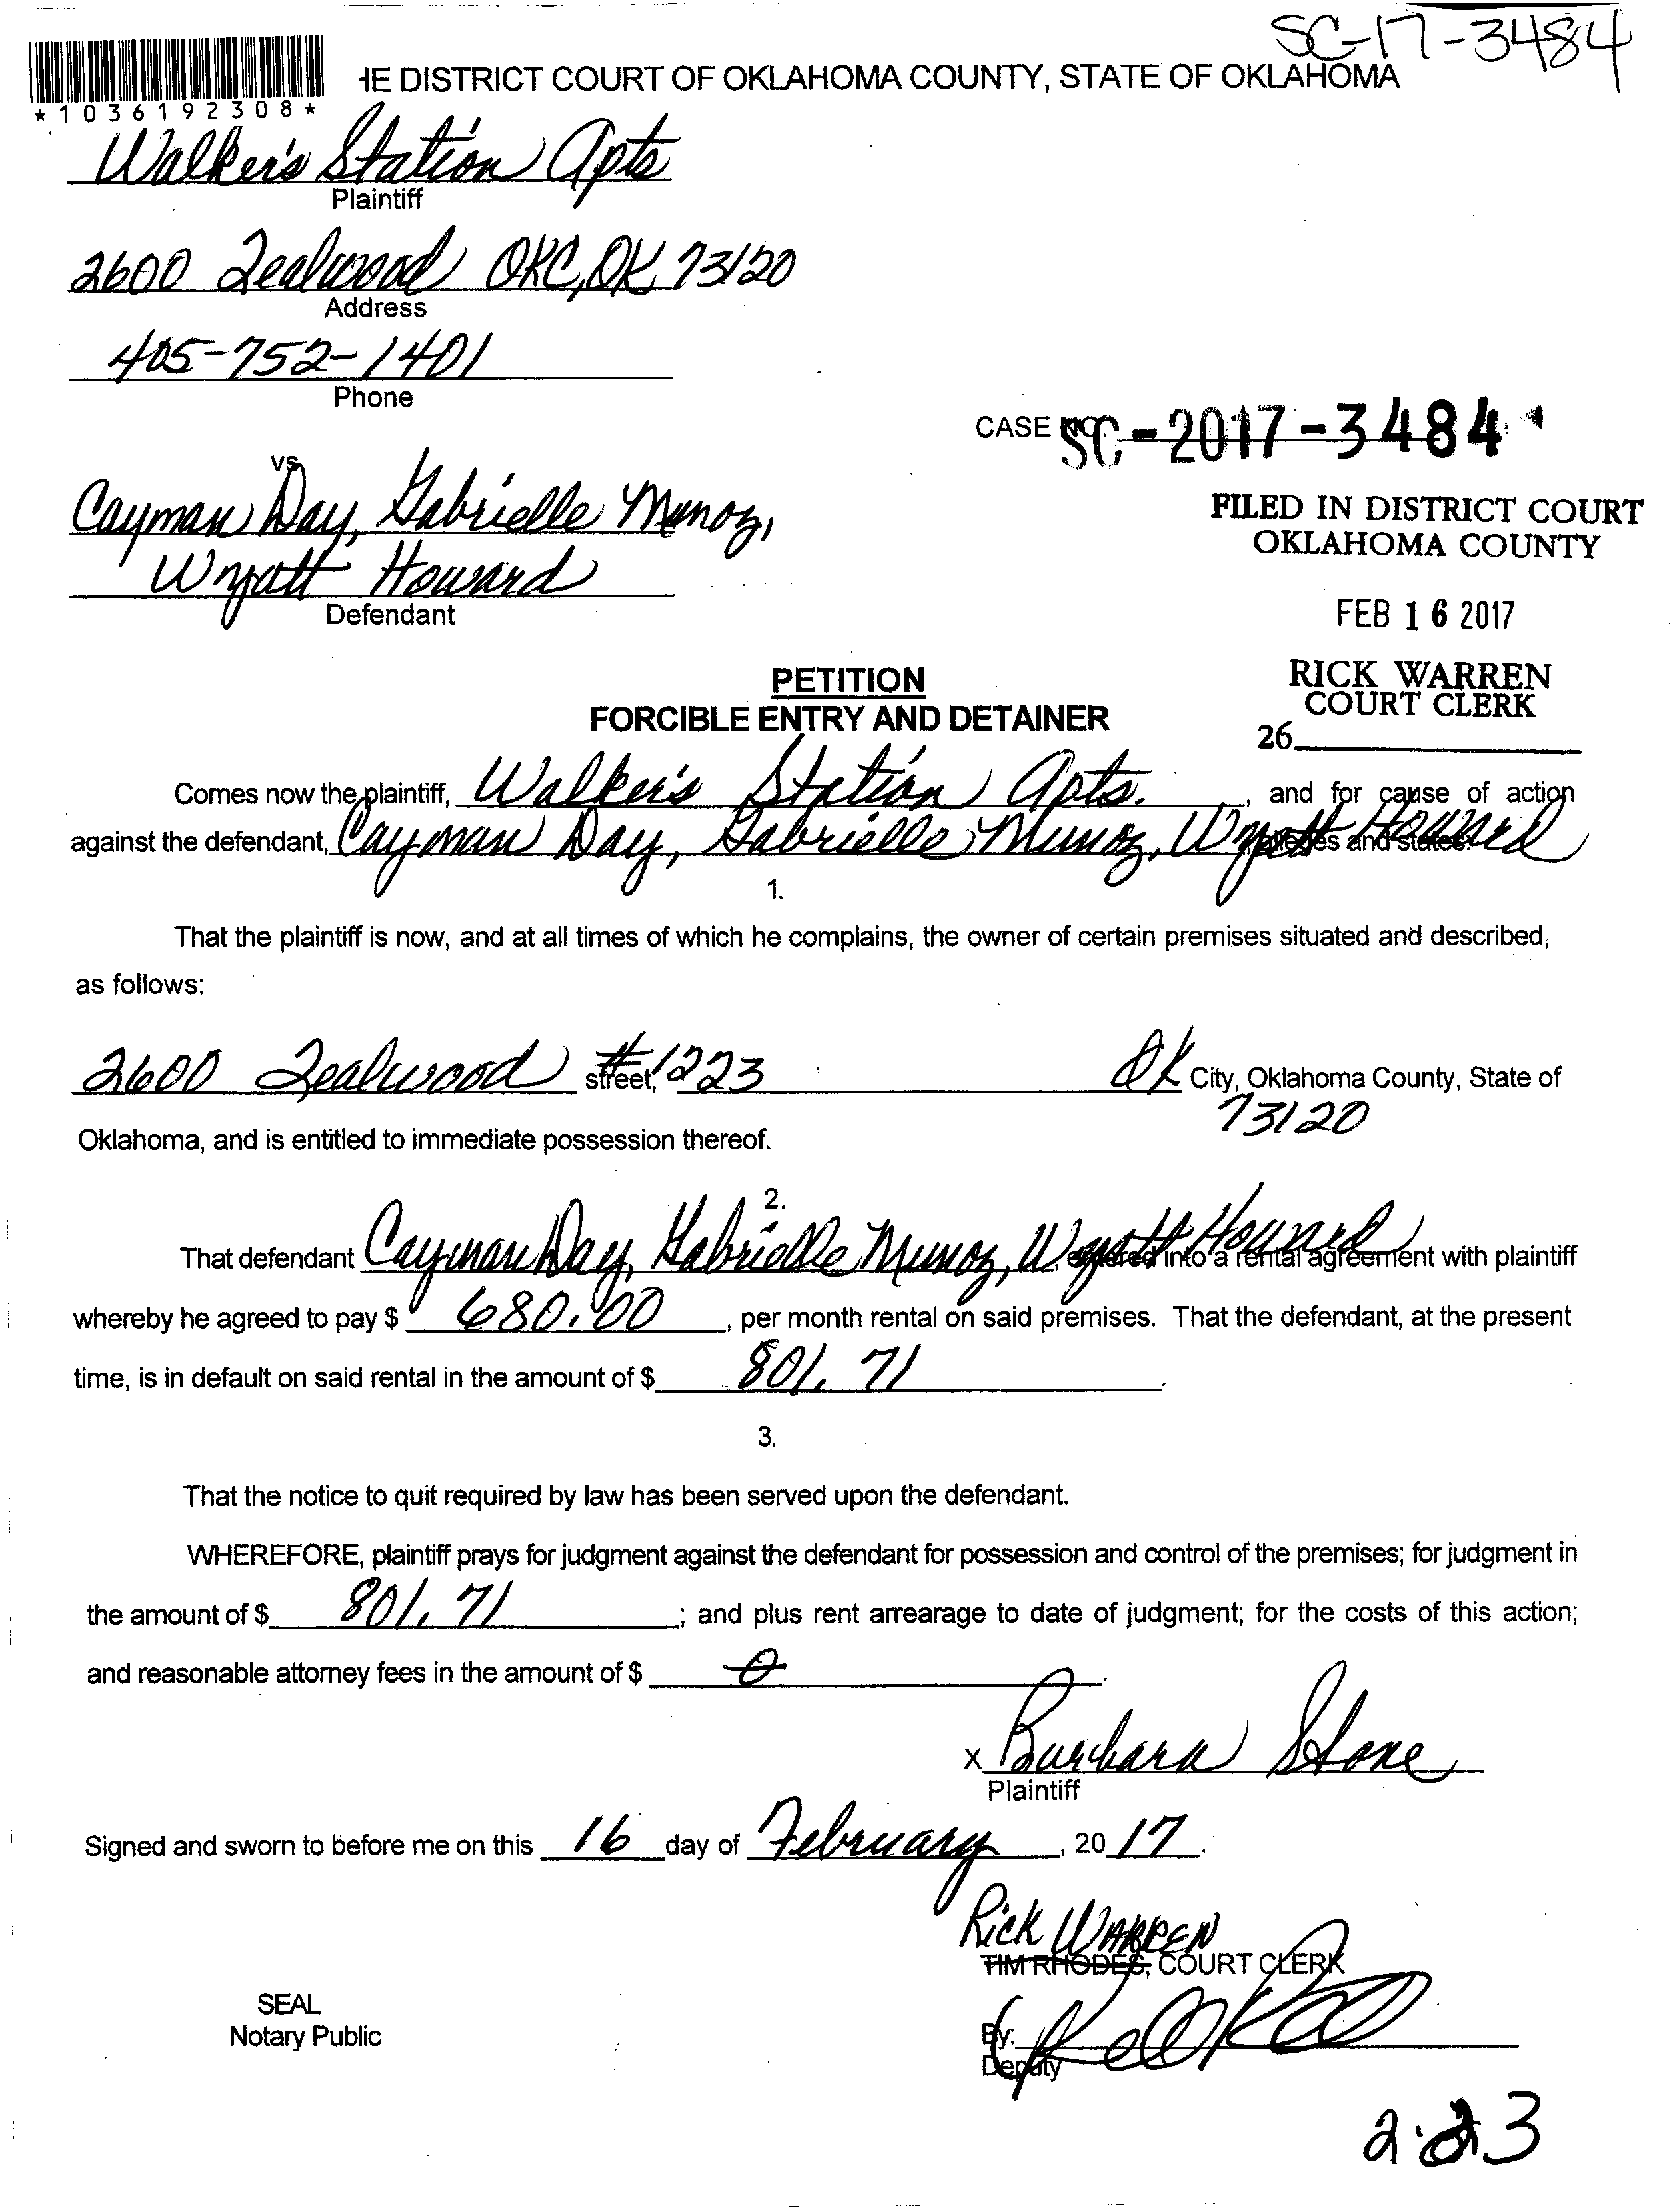 SC-17-3484
IE DISTRICT COURT OF OKLAHOMA COUNTY, STATE OF OKLAHOMA
*1036192308*
Walker's Station Apts
Plaintiff
2600 Tealwood OKC, OK 73120
Address
405-752-1401
Phone
CASE NO. SC-2017-3484
vs
Cayman Day, Gabrielle Munoz,
Wyatt Howard
Defendant
FILED IN DISTRICT COURT
OKLAHOMA COUNTY
FEB 16 2017
RICK WARREN
COURT CLERK
26
PETITION
FORCIBLE ENTRY AND DETAINER
Comes now the plaintiff, Walker's Station Apts. , and for cause of action
against the defendant, Cayman Day, Gabrielle Munoz, Wyatt Howard alleges and states:
1.
That the plaintiff is now, and at all times of which he complains, the owner of certain premises situated and described,
as follows:
2600 Tealwood street, #1223 OK City, Oklahoma County, State of
73120
Oklahoma, and is entitled to immediate possession thereof.
2.
That defendant Cayman Day, Gabrielle Munoz, Wyatt Howard, entered into a rental agreement with plaintiff
whereby he agreed to pay $ 680.00 , per month rental on said premises. That the defendant, at the present
time, is in default on said rental in the amount of $ 801.71 .
3.
That the notice to quit required by law has been served upon the defendant.
WHEREFORE, plaintiff prays for judgment against the defendant for possession and control of the premises; for judgment in
the amount of $ 801.71 ; and plus rent arrearage to date of judgment; for the costs of this action;
and reasonable attorney fees in the amount of $ 0 .
x Barbara Stone
Plaintiff
Signed and sworn to before me on this 16 day of February , 20 17 .
Rick WARREN
TIM RHODES, COURT CLERK
SEAL
Notary Public
By:
Deputy
2.23